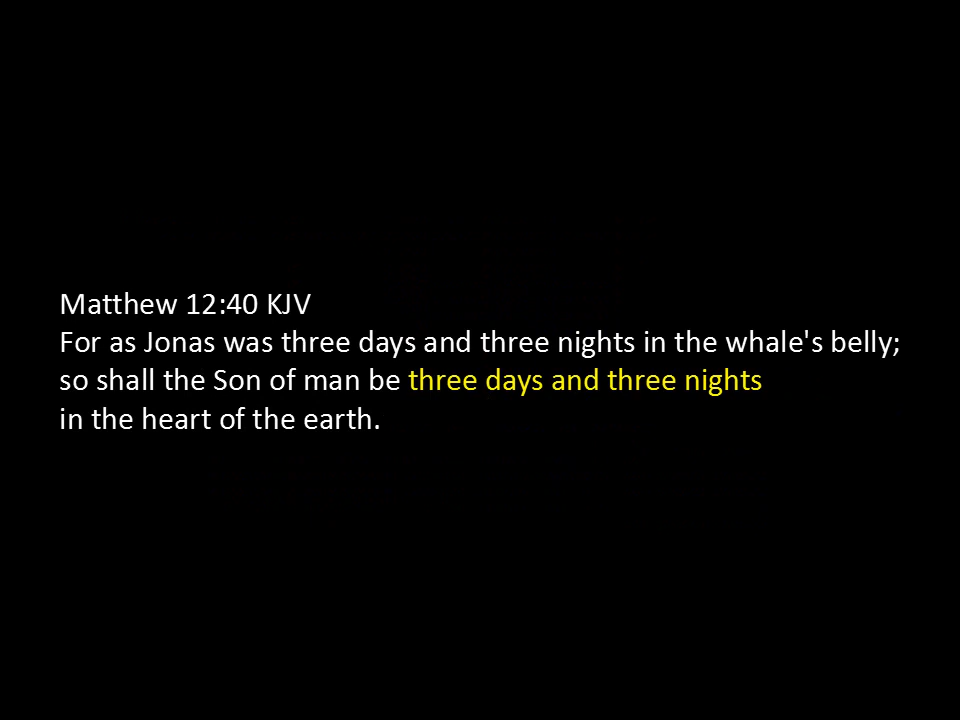 Matthew 12:40 KJV
For as Jonas was three days and three nights in the whale's belly;
so shall the Son of man be three days and three nights
in the heart of the earth.